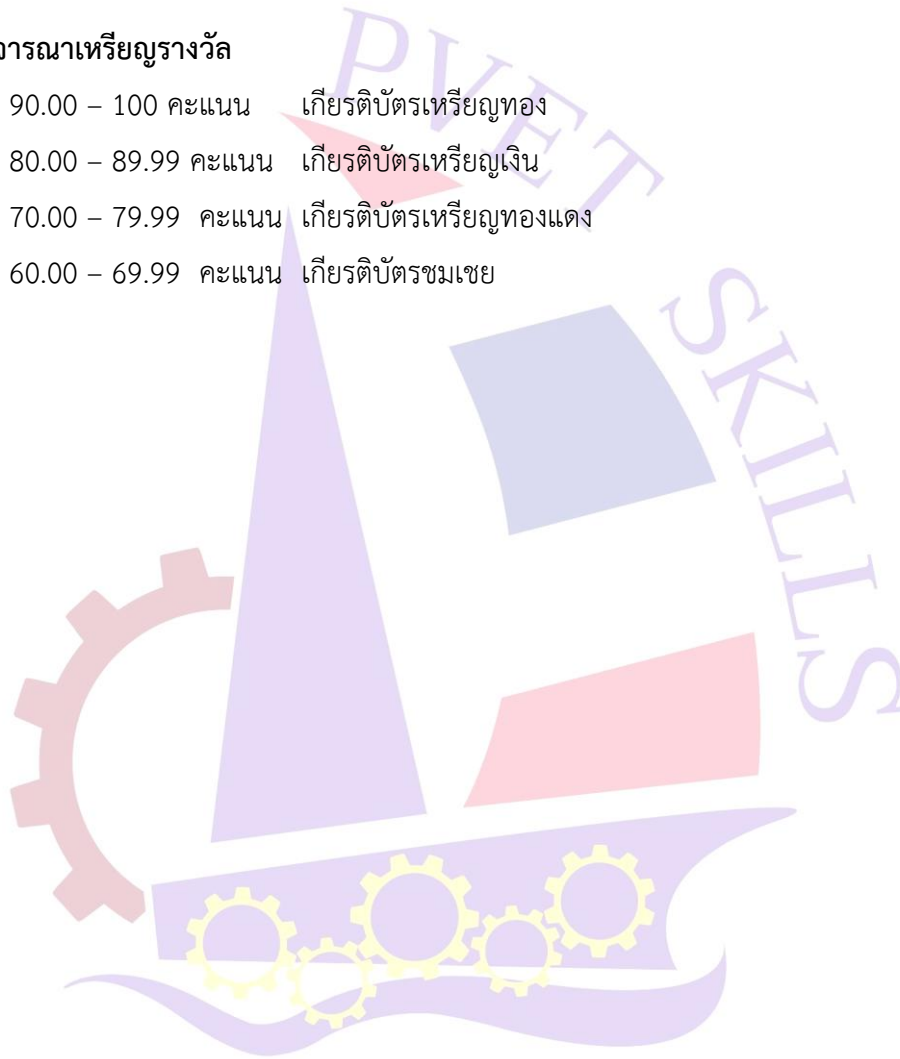 จารณาเหรียญรางวัล
90.00 – 100 คะแนน เกียรติบัตรเหรียญทอง
80.00 – 89.99 คะแนน เกียรติบัตรเหรียญเงิน
70.00 – 79.99 คะแนน เกียรติบัตรเหรียญทองแดง
60.00 – 69.99 คะแนน เกียรติบัตรชมเชย
PVET SKILLS